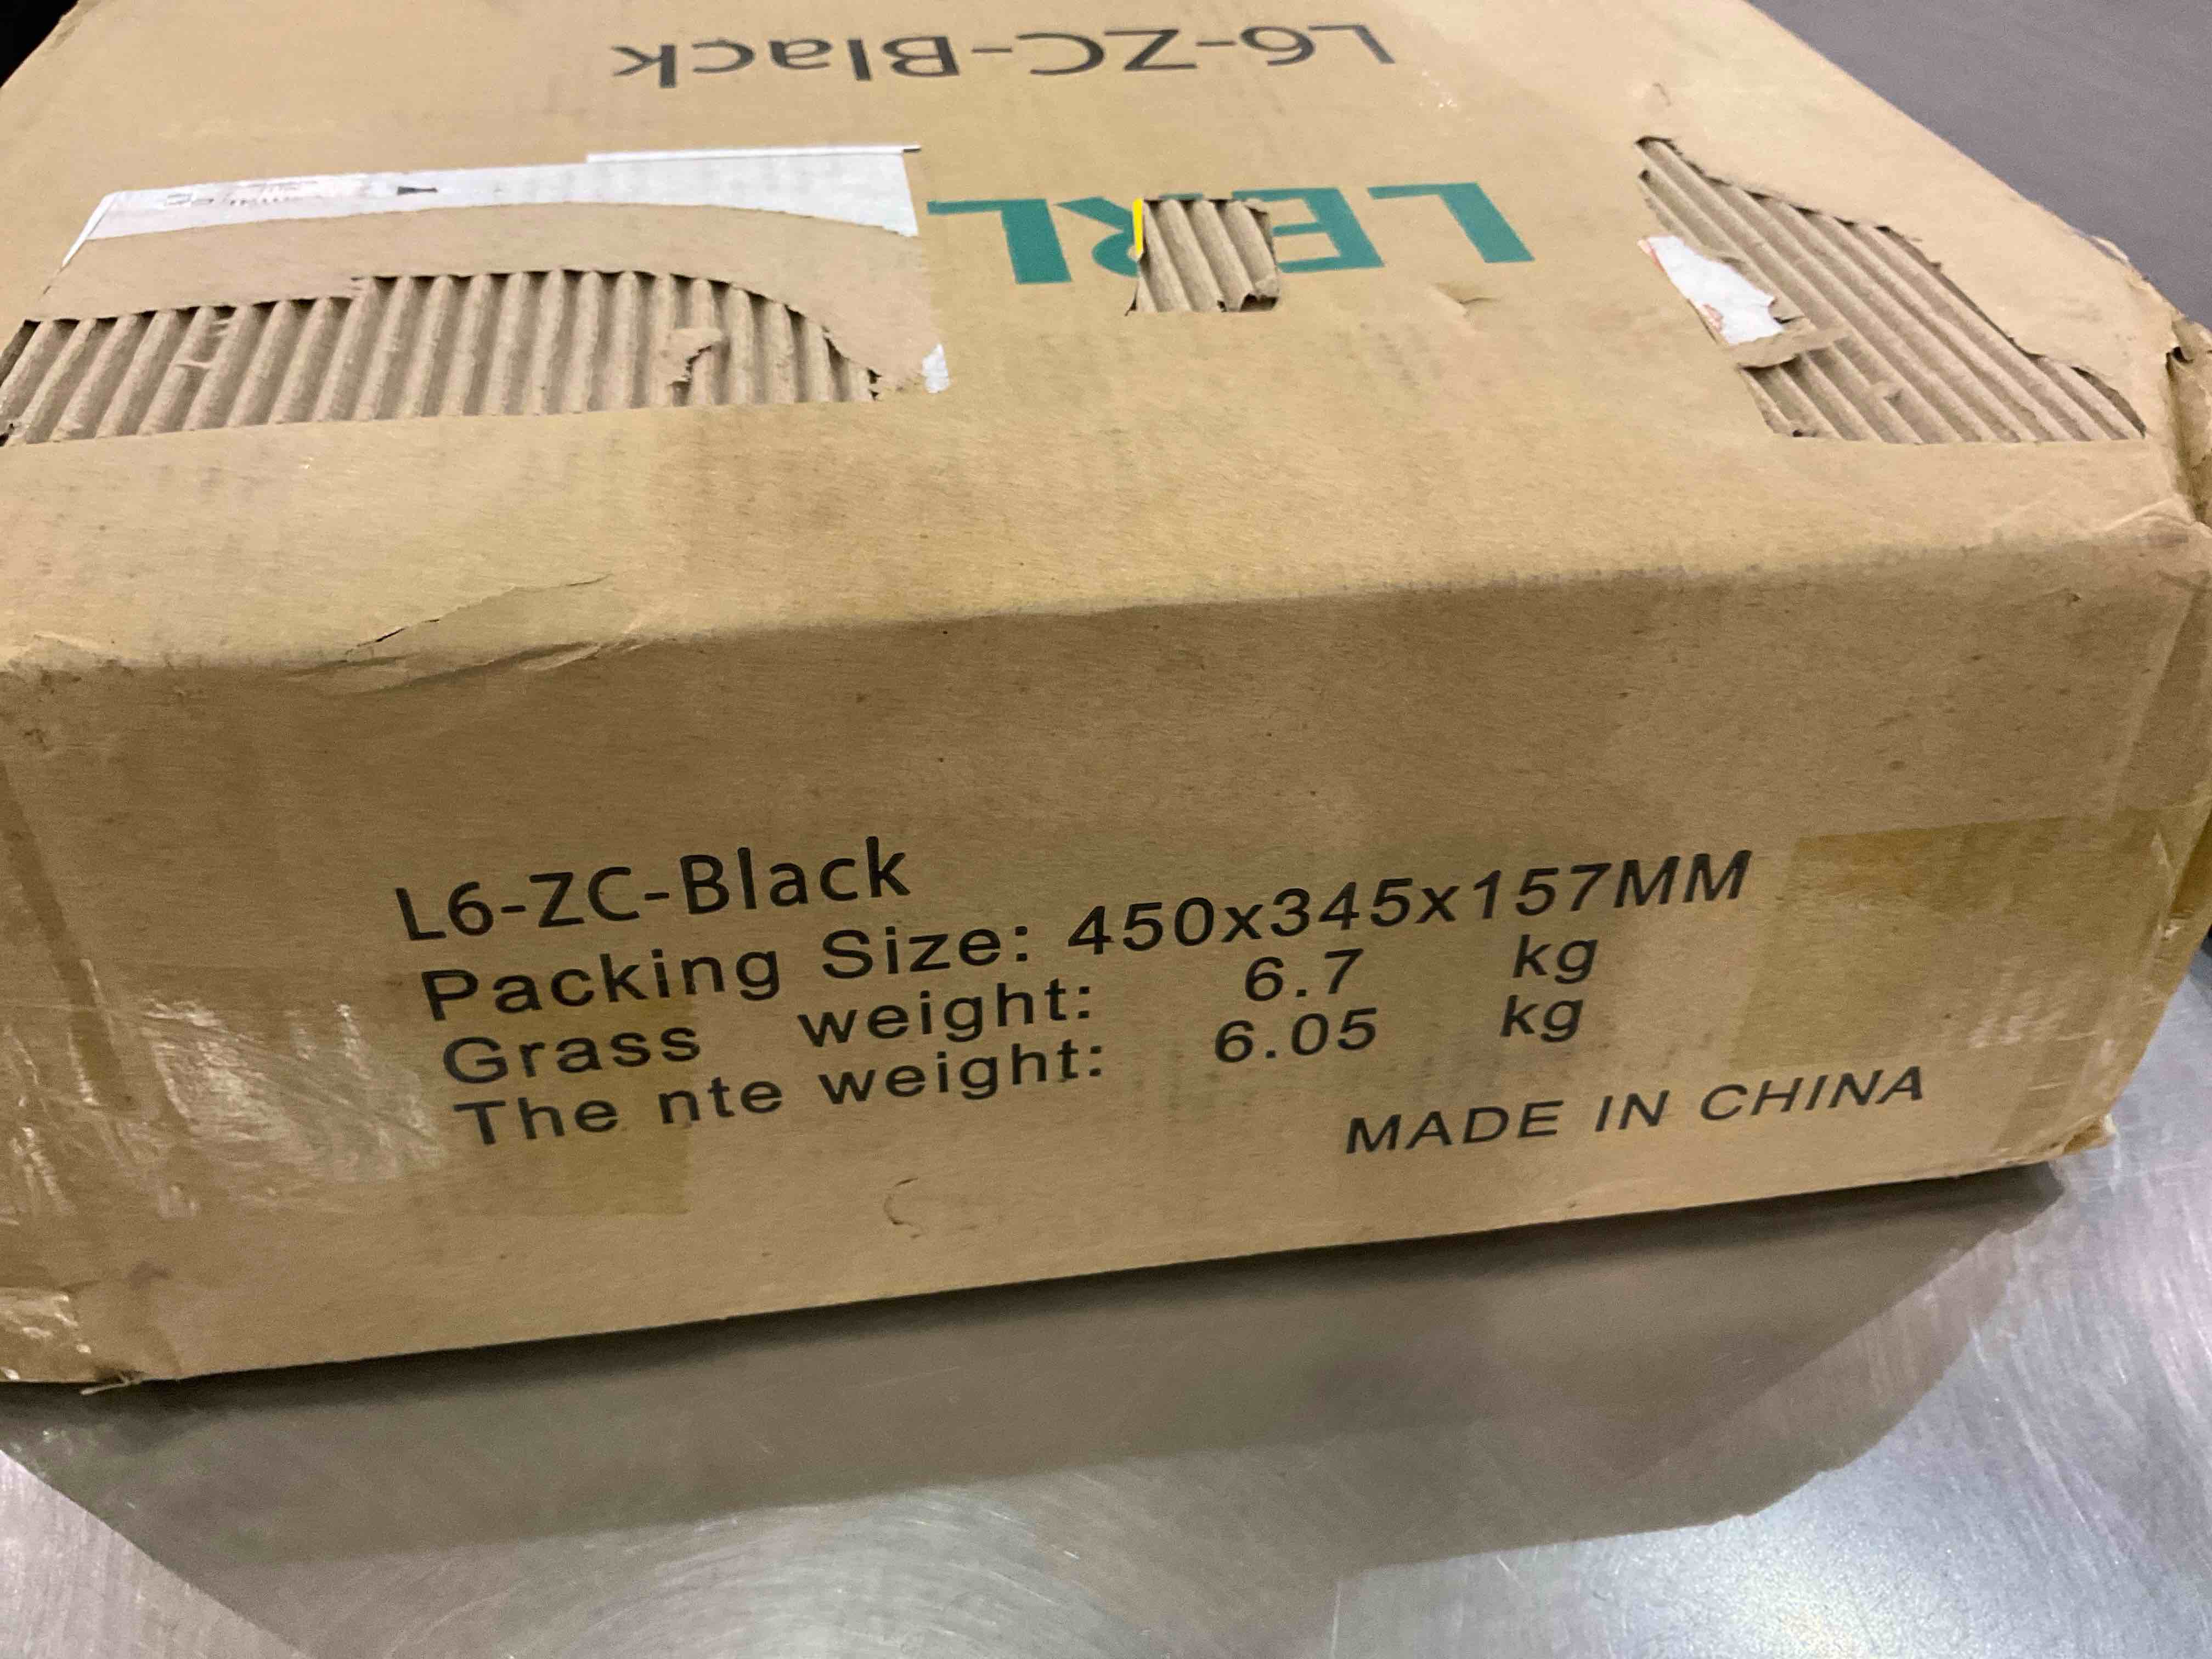 L6-ZC-Black
L6-ZC-Black
Packing Size: 450x345x157MM
Grass weight: 6.7 kg
The nte weight: 6.05 kg
MADE IN CHINA